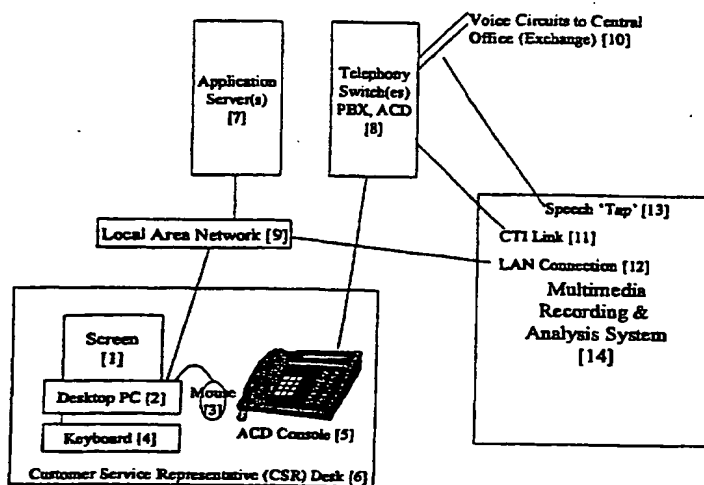 Voice Circuits to Central
Office (Exchange) [10]
Application
Server(s)
[7]
Telephony
Switch(es)
PBX, ACD
[8]
Speech "Tap" [13]
CTI Link [11]
Local Area Network [9]
LAN Connection [12]
Multimedia
Recording &
Analysis System
[14]
Screen
[1]
Desktop PC [2]
Mouse
[3]
Keyboard [4]
ACD Console [5]
Customer Service Representative (CSR) Desk [6]